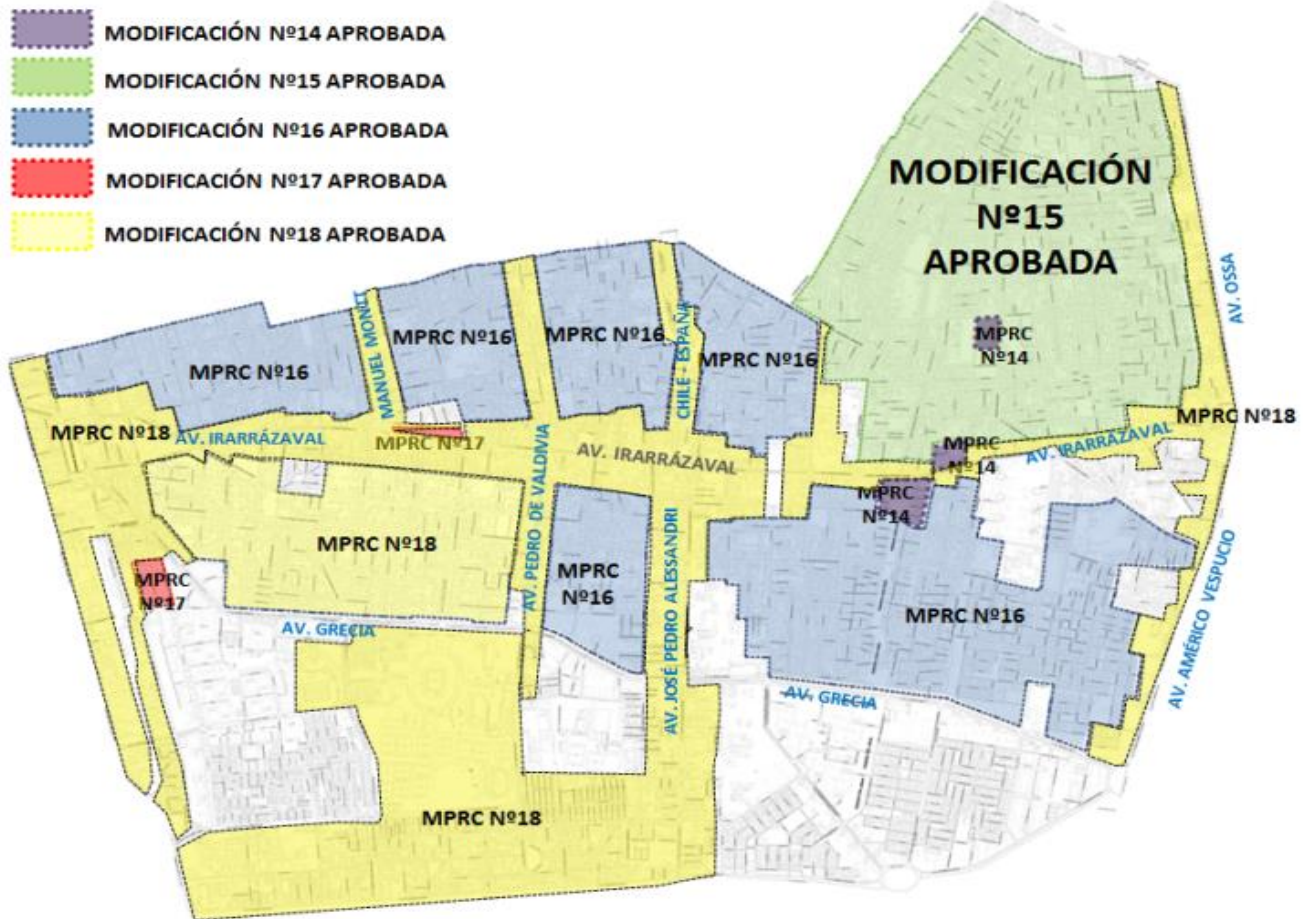 MODIFICACIÓN Nº14 APROBADA
MODIFICACIÓN Nº15 APROBADA
MODIFICACIÓN Nº16 APROBADA
MODIFICACIÓN Nº17 APROBADA
MODIFICACIÓN Nº18 APROBADA
MODIFICACIÓN
Nº15
APROBADA
AV. OSSA
MANUEL MONTT
CHILE - ESPAÑA
MPRC
Nº14
MPRC Nº16
MPRC Nº16
MPRC Nº16
MPRC Nº16
MPRC Nº18
AV. IRARRÁZAVAL
MPRC Nº17
AV. IRARRÁZAVAL
MPRC
Nº14
AV. IRARRÁZAVAL
MPRC Nº18
MPRC
Nº14
AV. PEDRO DE VALDIVIA
MPRC Nº18
MPRC
Nº16
AV. JOSÉ PEDRO ALESSANDRI
MPRC
Nº17
AV. GRECIA
MPRC Nº16
AV. AMÉRICO VESPUCIO
AV. GRECIA
MPRC Nº18